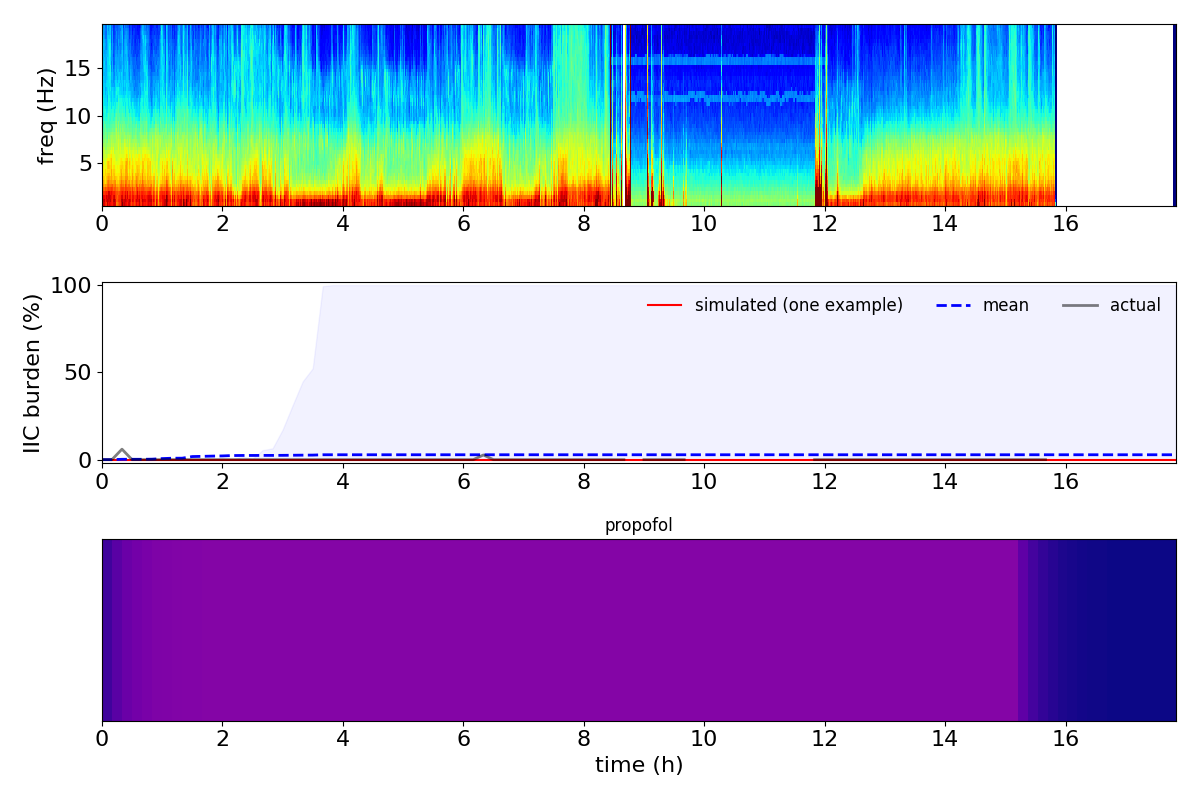 freq (Hz)
15
10
5
0 2 4 6 8 10 12 14 16
IIC burden (%)
100
50
0
simulated (one example) mean actual
0 2 4 6 8 10 12 14 16
propofol
0 2 4 6 8 10 12 14 16
time (h)